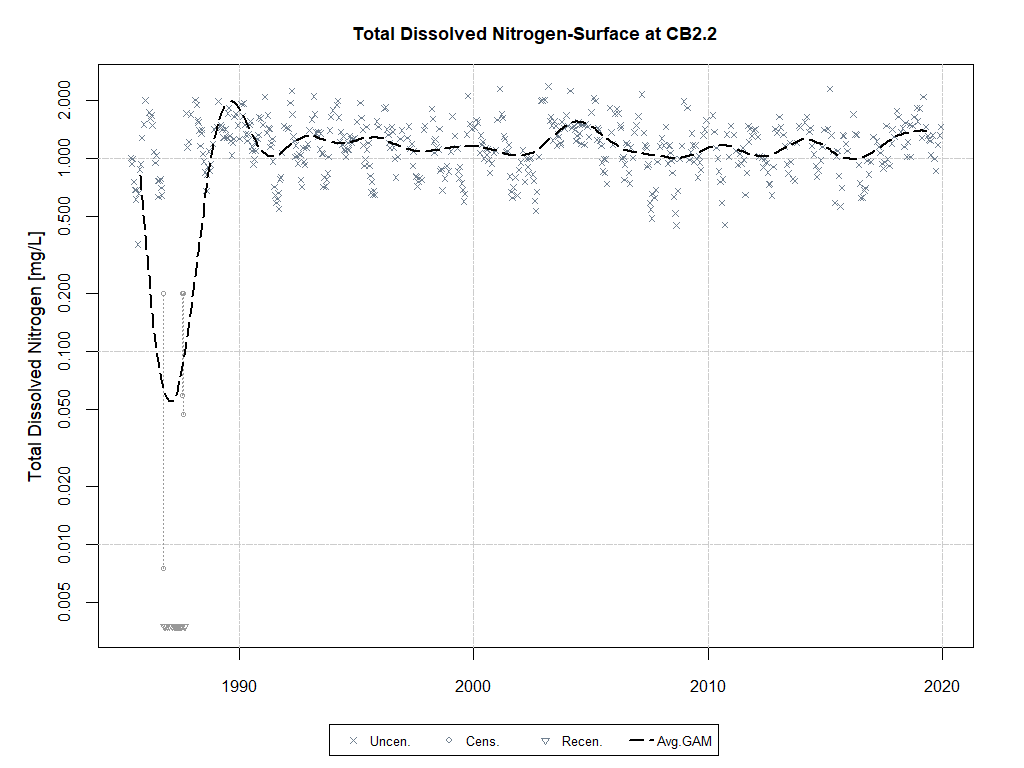 Total Dissolved Nitrogen-Surface at CB2.2
Total Dissolved Nitrogen [mg/L]
2.000
1.000
0.500
0.200
0.100
0.050
0.020
0.010
0.005
1990 2000 2010 2020
Uncen. Cens. Recen. Avg.GAM